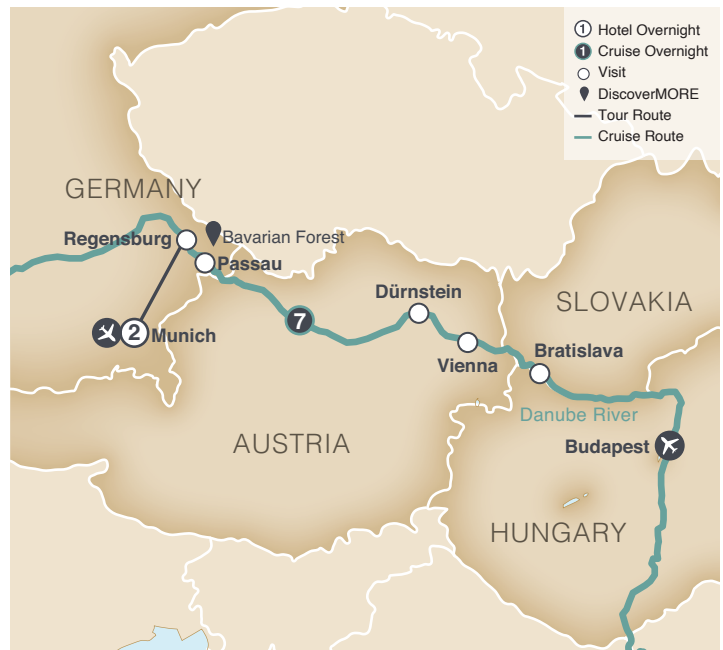 1 Hotel Overnight
1 Cruise Overnight
Visit
DiscoverMORE
Tour Route
Cruise Route
GERMANY
Regensburg
Bavarian Forest
Passau
Dürnstein
SLOVAKIA
7
2 Munich
Vienna
Bratislava
Danube River
AUSTRIA
Budapest
HUNGARY